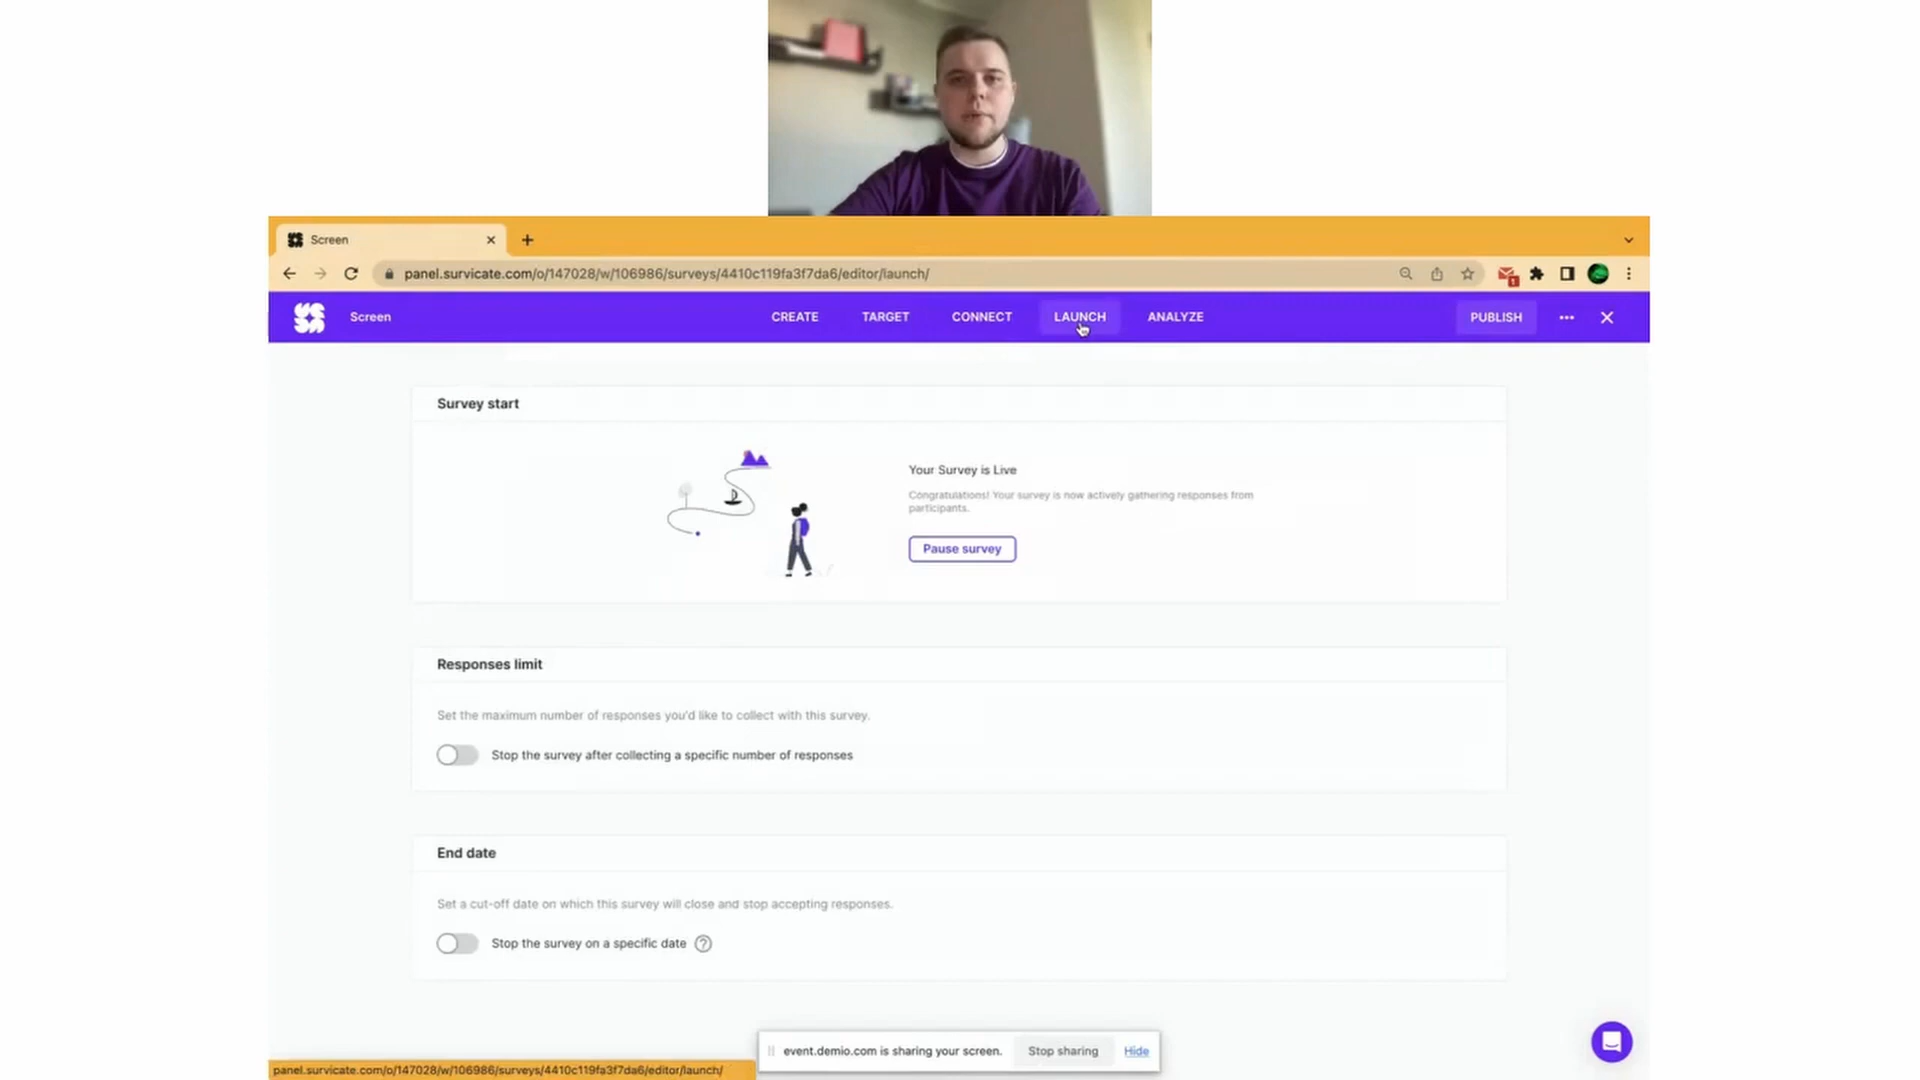 Screen
panel.survicate.com/o/147028/w/106986/surveys/4410c119fa3f7da6/editor/launch/
1
Screen
CREATE
TARGET
CONNECT
LAUNCH
ANALYZE
PUBLISH
Survey start
Your Survey is Live
Congratulations! Your survey is now actively gathering responses from
participants.
Pause survey
Responses limit
Set the maximum number of responses you'd like to collect with this survey.
Stop the survey after collecting a specific number of responses
End date
Set a cut-off date on which this survey will close and stop accepting responses.
Stop the survey on a specific date ?
event.demio.com is sharing your screen.
Stop sharing
Hide
panel.survicate.com/o/147028/w/106986/surveys/4410c119fa3f7da6/editor/launch/